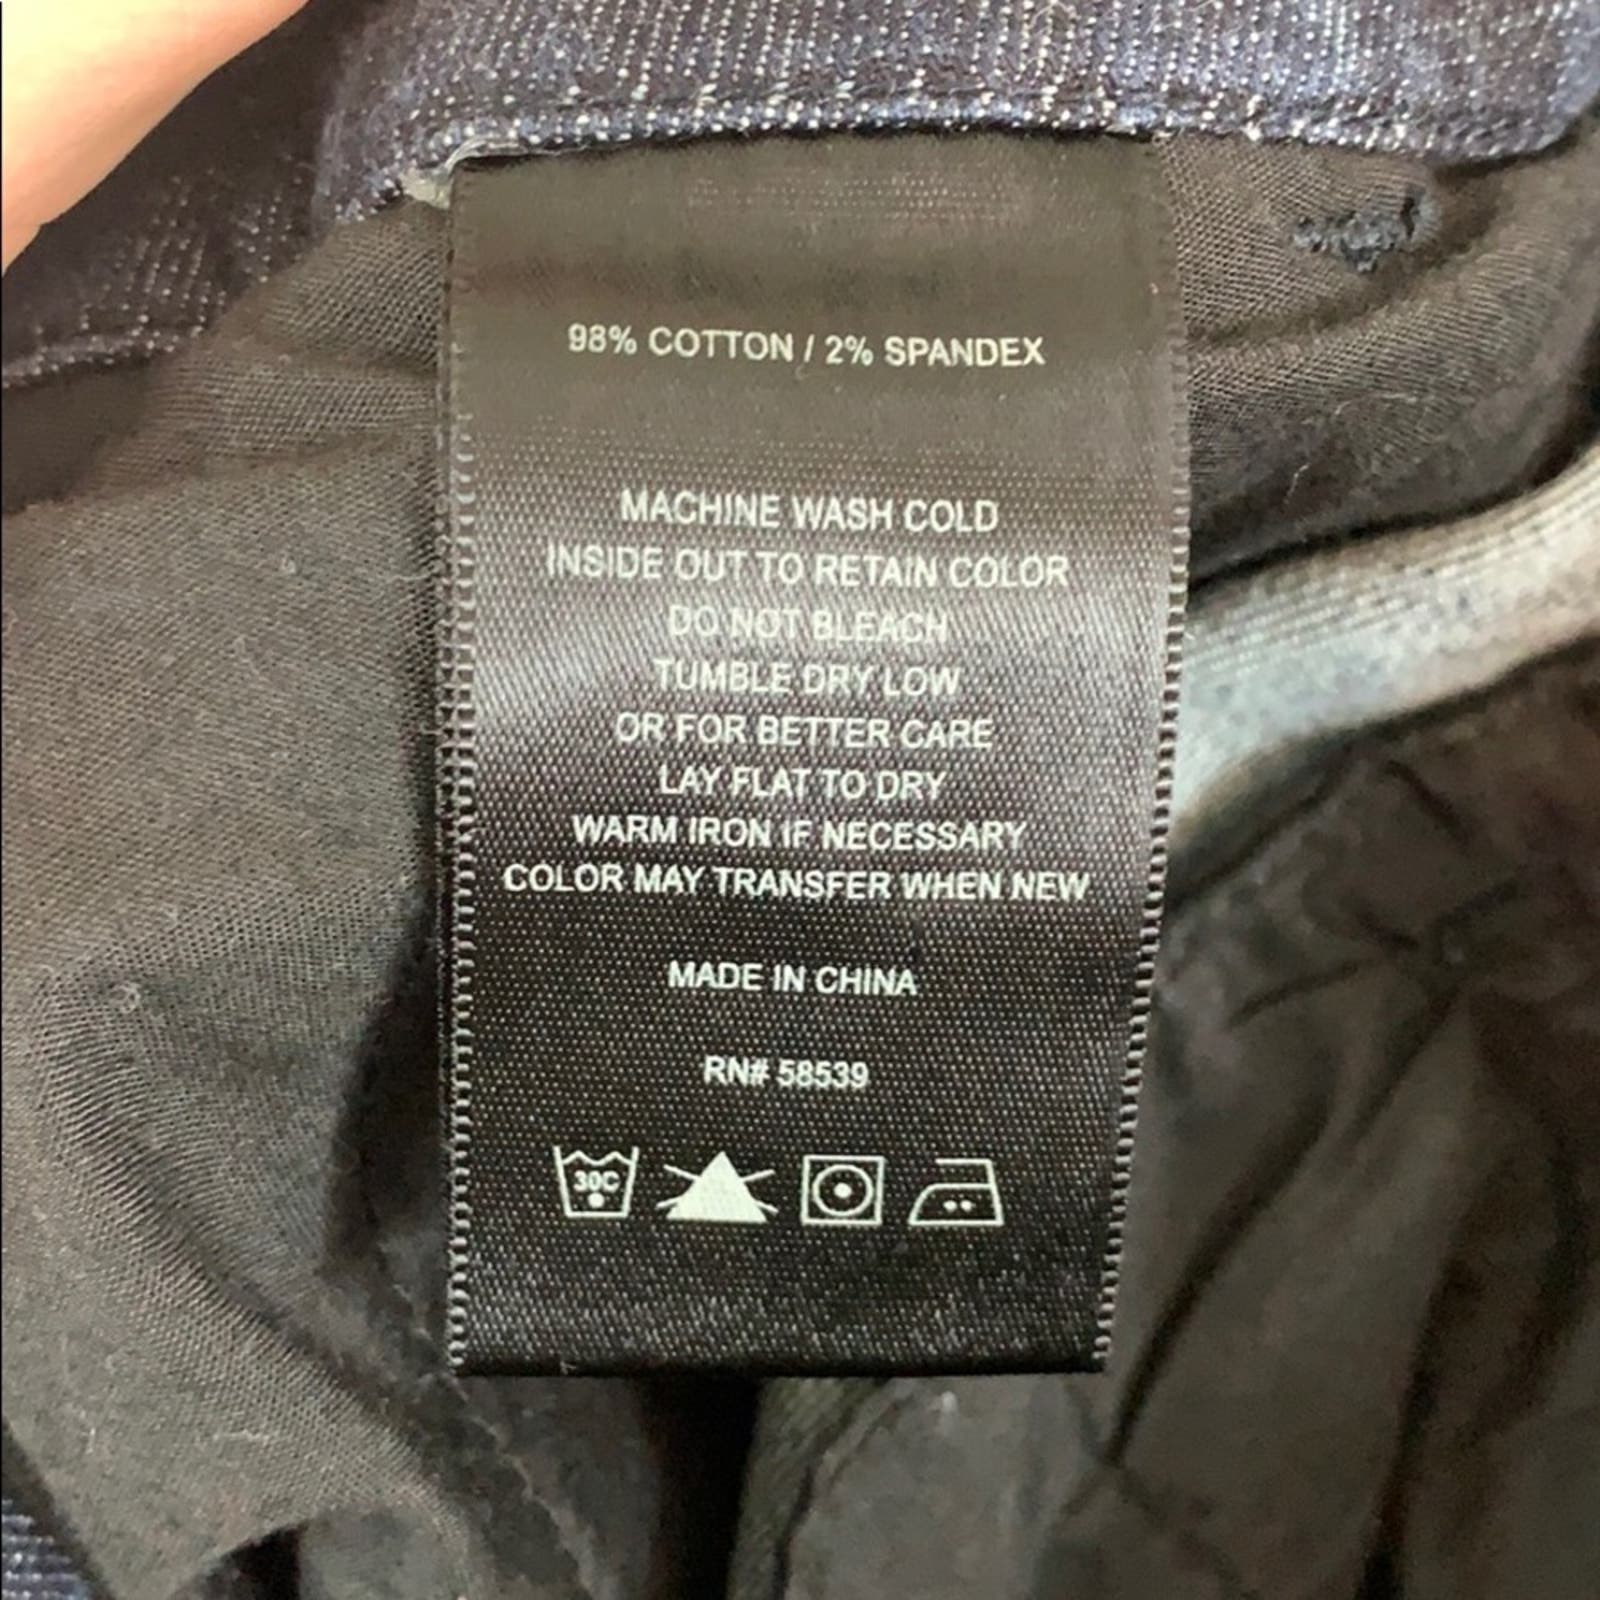 98% COTTON / 2% SPANDEX
MACHINE WASH COLD
INSIDE OUT TO RETAIN COLOR
DO NOT BLEACH
TUMBLE DRY LOW
OR FOR BETTER CARE
LAY FLAT TO DRY
WARM IRON IF NECESSARY
COLOR MAY TRANSFER WHEN NEW
MADE IN CHINA
RN# 58539
30C